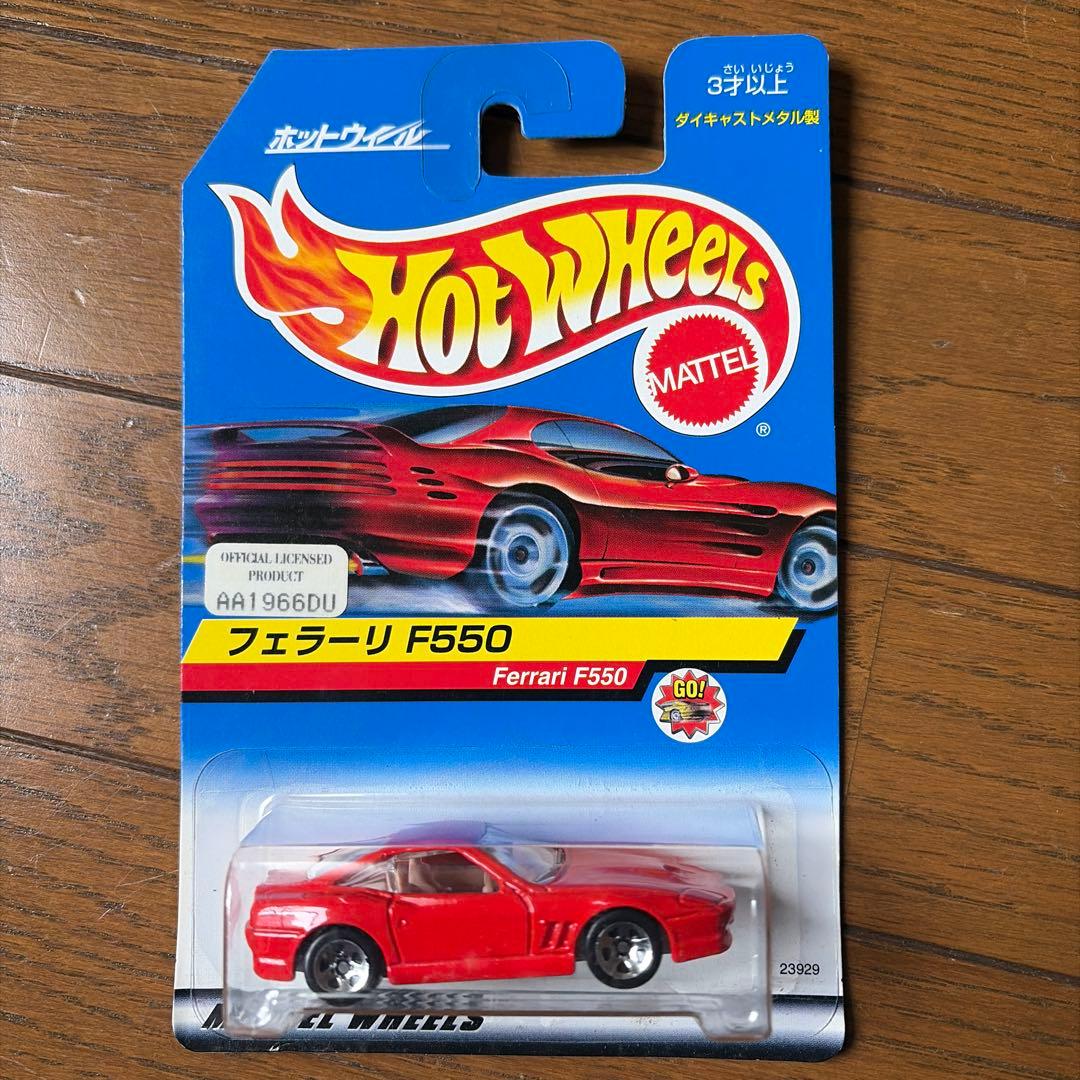 3才以上
さい いじょう
ダイキャストメタル製
ホットウィール
HOT WHEELS
MATTEL
®
OFFICIAL LICENSED
PRODUCT
AA1966DU
フェラーリ F550
Ferrari F550
GO!
23929
WHEELS